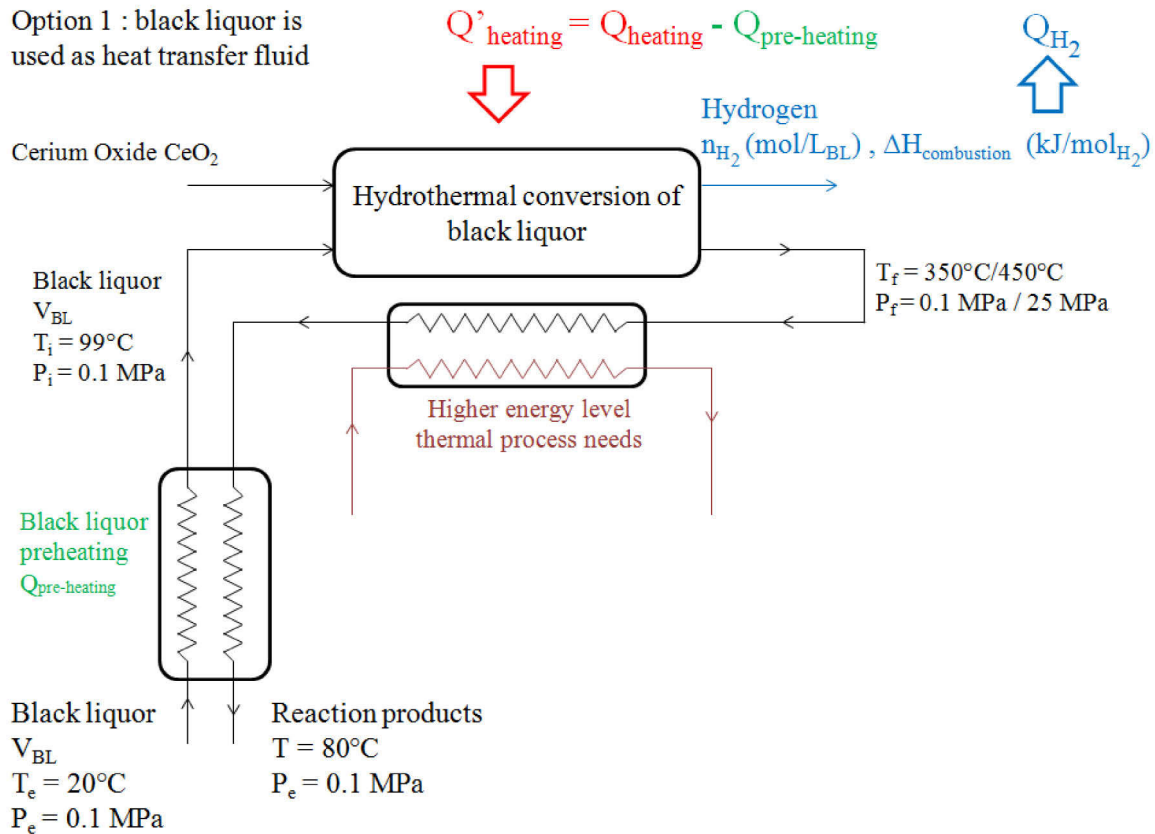 Option 1 : black liquor is
used as heat transfer fluid
Q’heating = Qheating - Qpre-heating
QH2
Hydrogen
nH2 (mol/LBL) , ΔHcombustion (kJ/molH2)
Cerium Oxide CeO2
Hydrothermal conversion of
black liquor
Black liquor
VBL
Ti = 99°C
Pi = 0.1 MPa
Tf = 350°C/450°C
Pf = 0.1 MPa / 25 MPa
Higher energy level
thermal process needs
Black liquor
preheating
Qpre-heating
Black liquor
VBL
Te = 20°C
Pe = 0.1 MPa
Reaction products
T = 80°C
Pe = 0.1 MPa